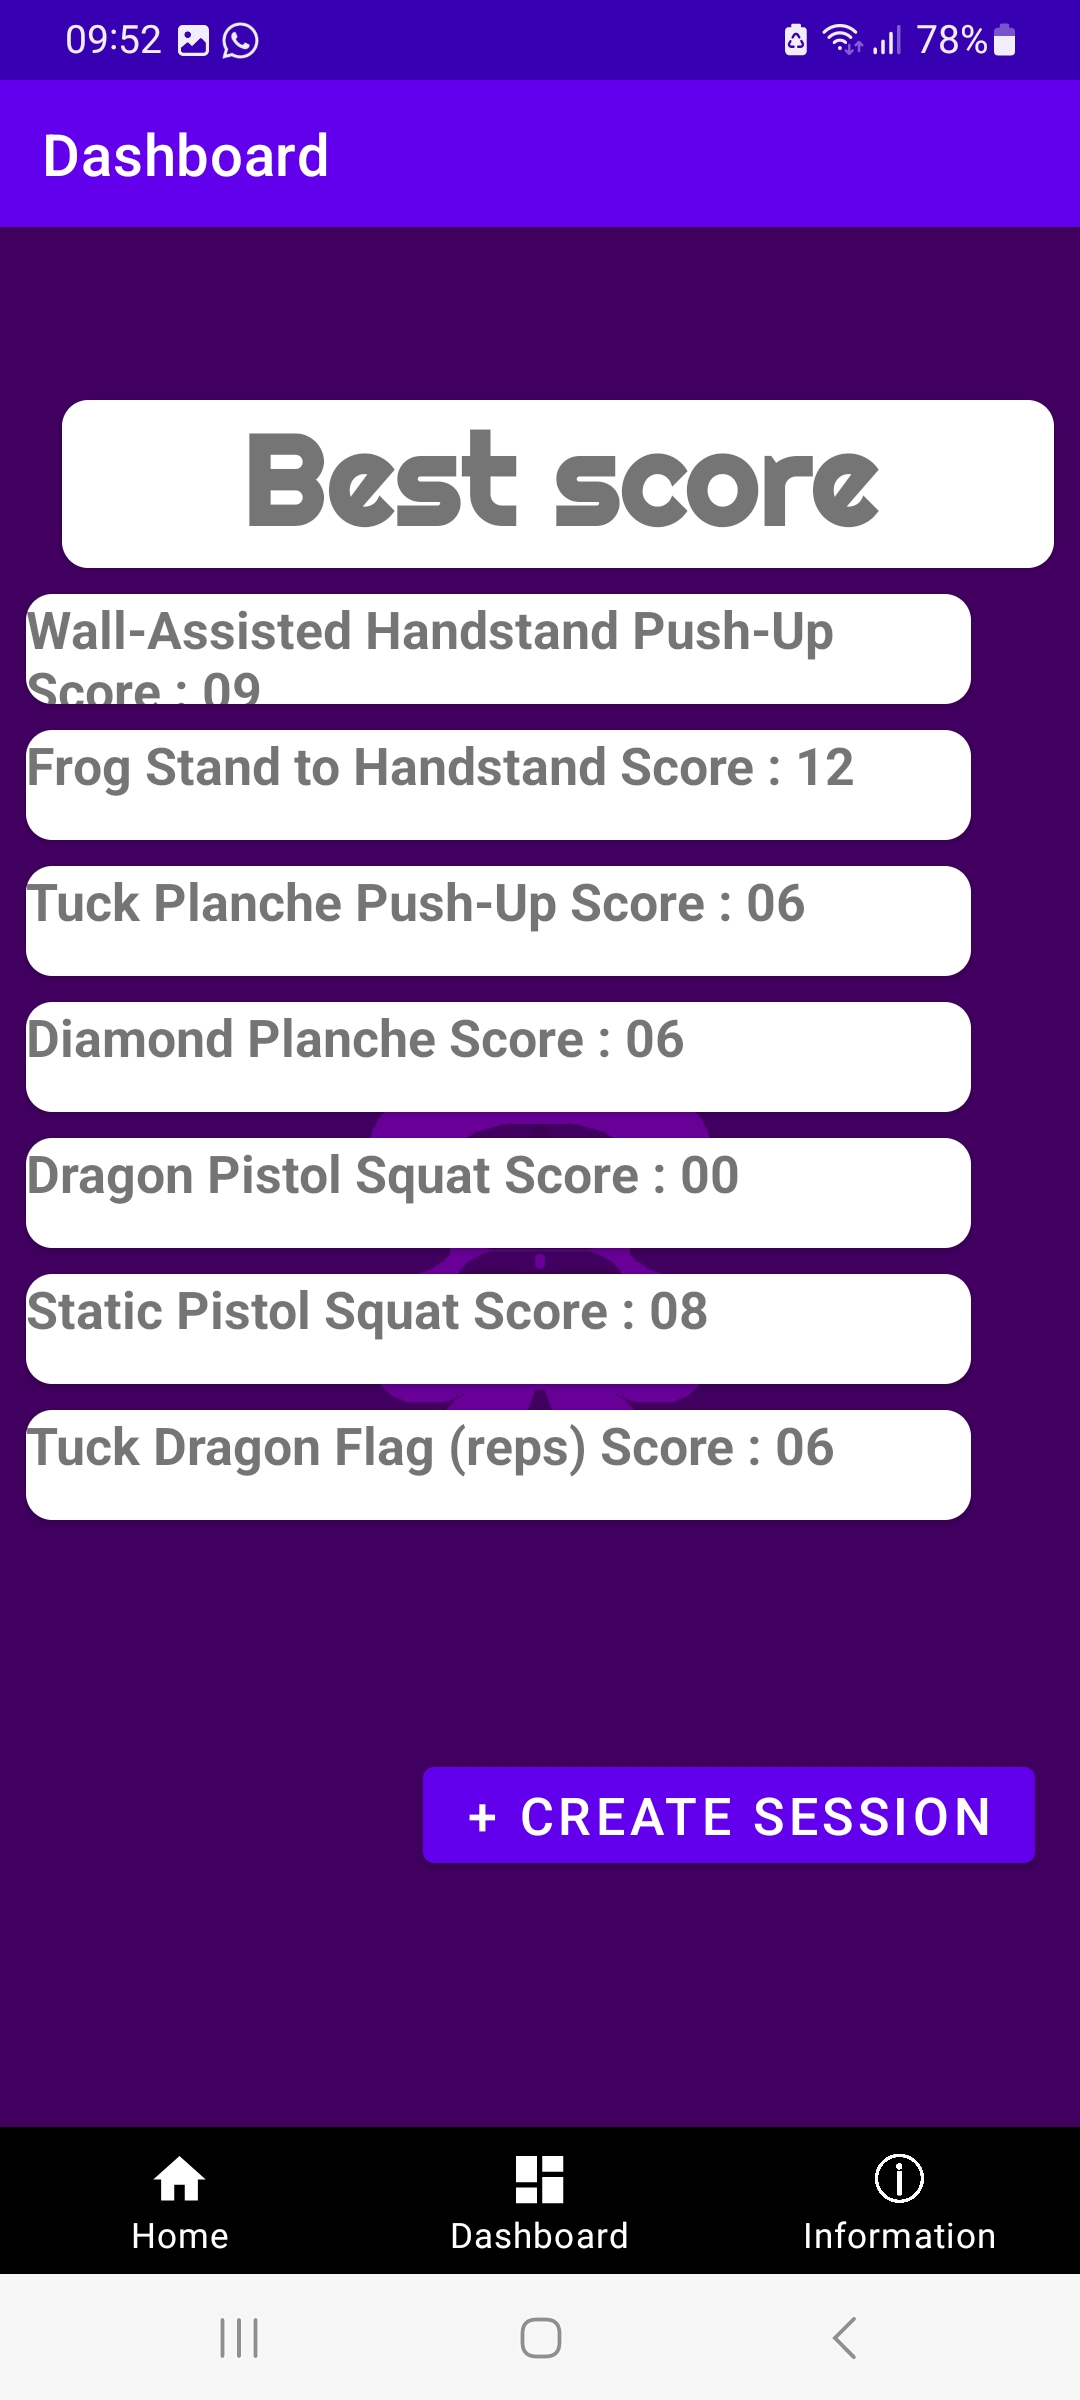 09:52
78%
Dashboard
Best score
Wall-Assisted Handstand Push-Up
Score : 09
Frog Stand to Handstand Score : 12
Tuck Planche Push-Up Score : 06
Diamond Planche Score : 06
Dragon Pistol Squat Score : 00
Static Pistol Squat Score : 08
Tuck Dragon Flag (reps) Score : 06
+ CREATE SESSION
Home
Dashboard
Information